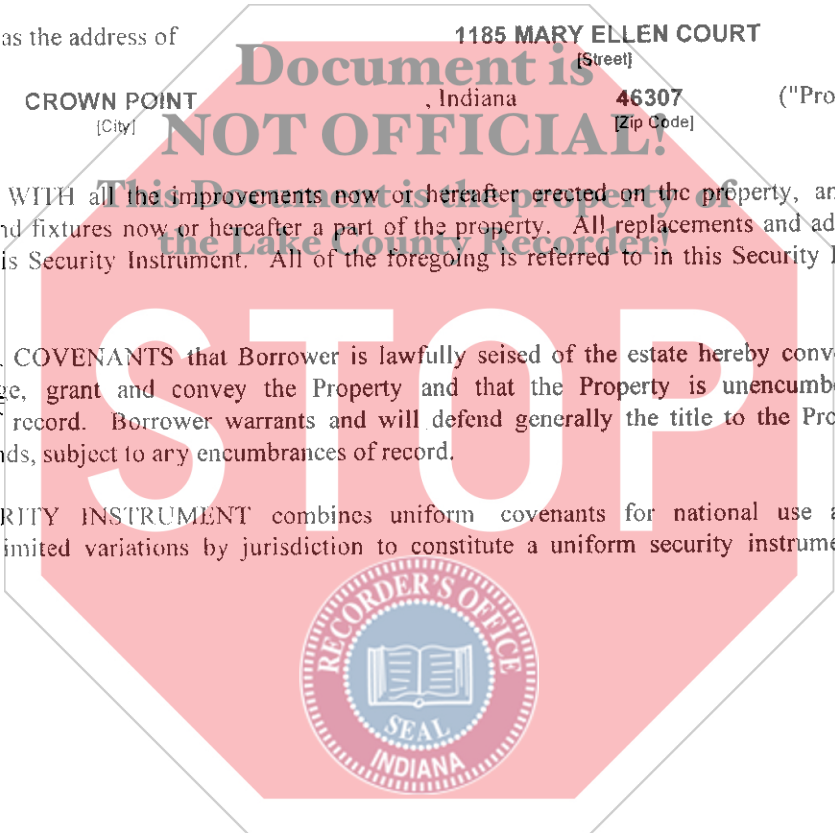 as the address of 1185 MARY ELLEN COURT
[Street]
Document is
CROWN POINT , Indiana 46307 ("Pro
[City] [Zip Code]
NOT OFFICIAL!
WITH all the improvements now or hereafter erected on the property, an
This Document is the property of
nd fixtures now or hereafter a part of the property. All replacements and ad
the Lake County Recorder!
is Security Instrument. All of the foregoing is referred to in this Security I
STOP
COVENANTS that Borrower is lawfully seised of the estate hereby conv
ge, grant and convey the Property and that the Property is unencumb
record. Borrower warrants and will defend generally the title to the Pro
nds, subject to any encumbrances of record.
RITY INSTRUMENT combines uniform covenants for national use a
imited variations by jurisdiction to constitute a uniform security instrume
RECORDER'S OFFICE
SEAL
INDIANA